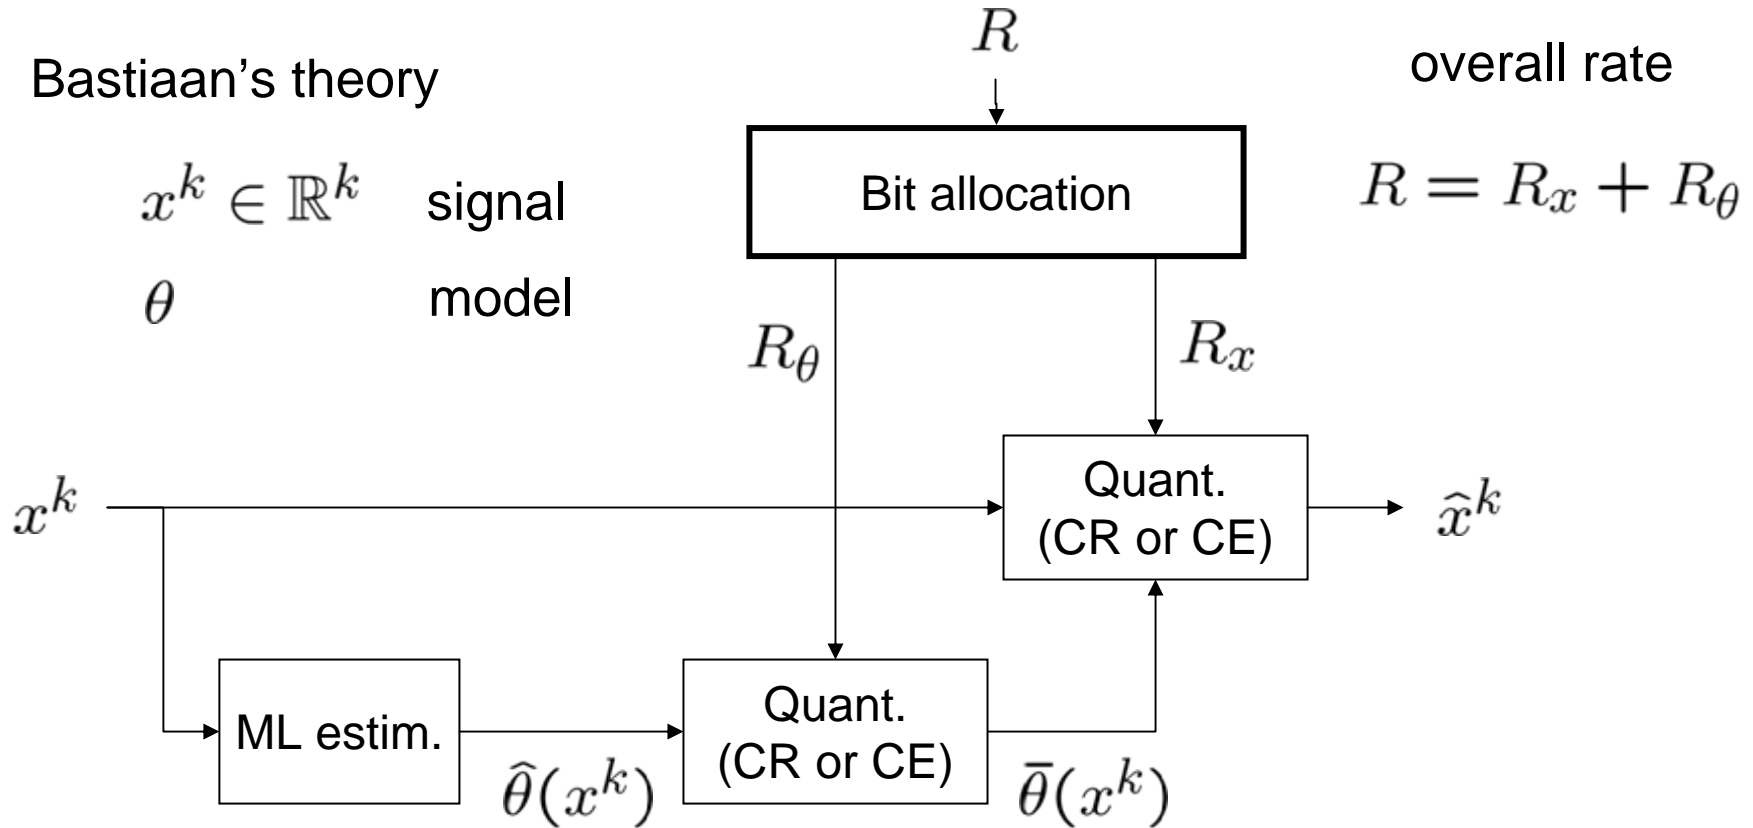 Bastiaan's theory
R
overall rate
x^k ∈ ℝ^k signal
Bit allocation
R = R_x + R_θ
θ model
R_θ
R_x
x^k
Quant.
(CR or CE)
x̂^k
ML estim.
Quant.
(CR or CE)
θ̂(x^k)
θ̄(x^k)